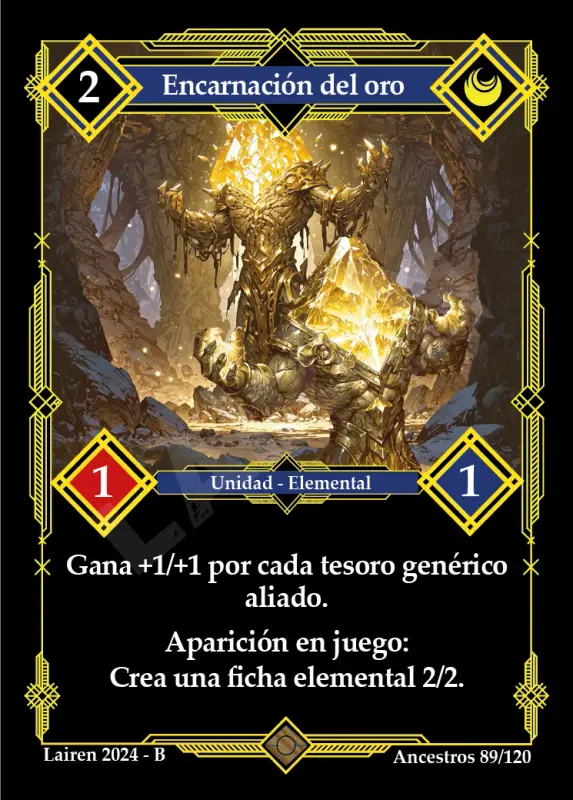 2
Encarnación del oro
1
Unidad - Elemental
1
Gana +1/+1 por cada tesoro genérico
aliado.
Aparición en juego:
Crea una ficha elemental 2/2.
Lairen 2024 - B
Ancestros 89/120